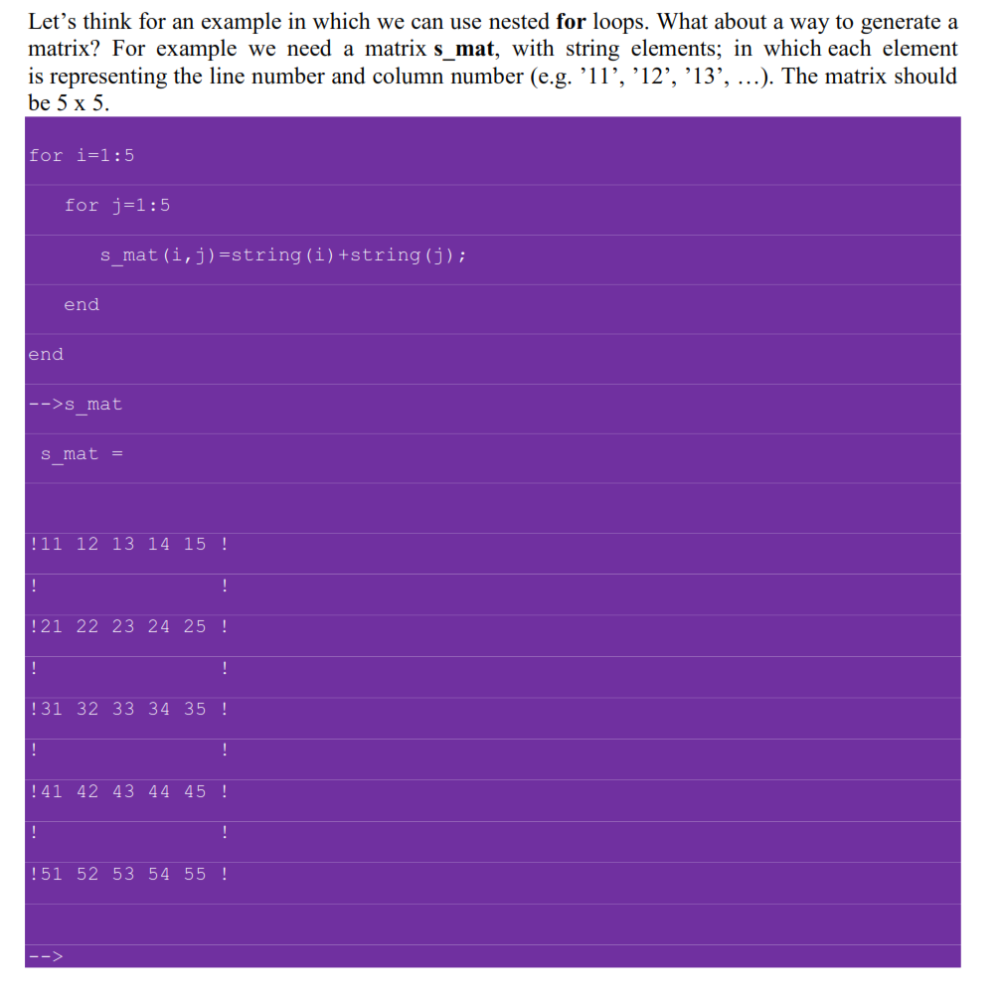 Let’s think for an example in which we can use nested for loops. What about a way to generate a
matrix? For example we need a matrix s_mat, with string elements; in which each element
is representing the line number and column number (e.g. ’11’, ’12’, ’13’, …). The matrix should
be 5 x 5.
for i=1:5
   for j=1:5
      s_mat(i,j)=string(i)+string(j);
   end
end
-->s_mat
 s_mat =
!11 12 13 14 15 !
!               !
!21 22 23 24 25 !
!               !
!31 32 33 34 35 !
!               !
!41 42 43 44 45 !
!               !
!51 52 53 54 55 !
-->